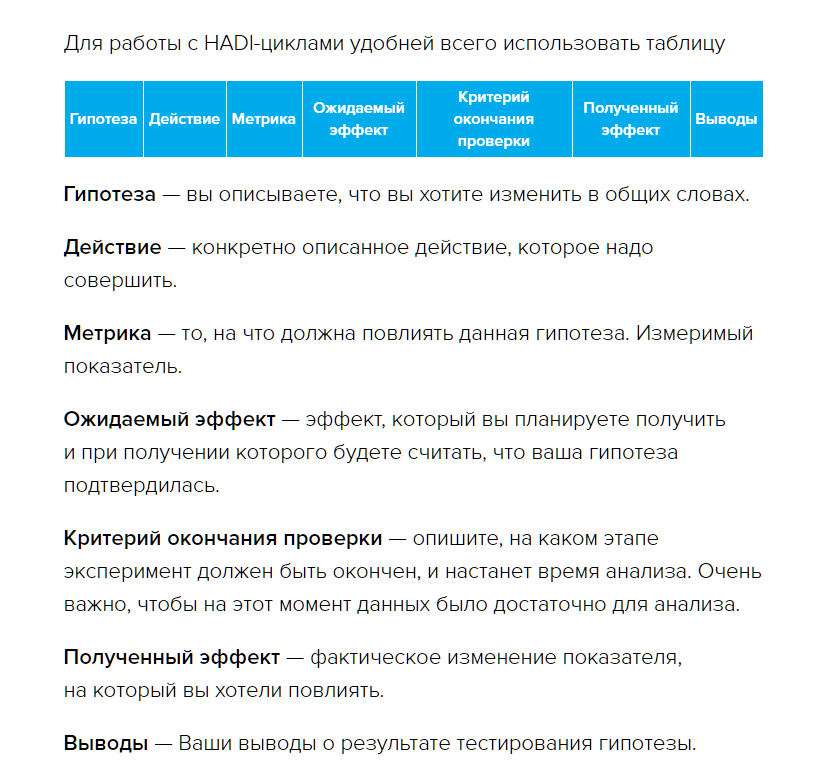 Для работы с HADI-циклами удобней всего использовать таблицу
Гипотеза
Действие
Метрика
Ожидаемый
эффект
Критерий
окончания
проверки
Полученный
эффект
Выводы
Гипотеза — вы описываете, что вы хотите изменить в общих словах.
Действие — конкретно описанное действие, которое надо
совершить.
Метрика — то, на что должна повлиять данная гипотеза. Измеримый
показатель.
Ожидаемый эффект — эффект, который вы планируете получить
и при получении которого будете считать, что ваша гипотеза
подтвердилась.
Критерий окончания проверки — опишите, на каком этапе
эксперимент должен быть окончен, и настанет время анализа. Очень
важно, чтобы на этот момент данных было достаточно для анализа.
Полученный эффект — фактическое изменение показателя,
на который вы хотели повлиять.
Выводы — Ваши выводы о результате тестирования гипотезы.